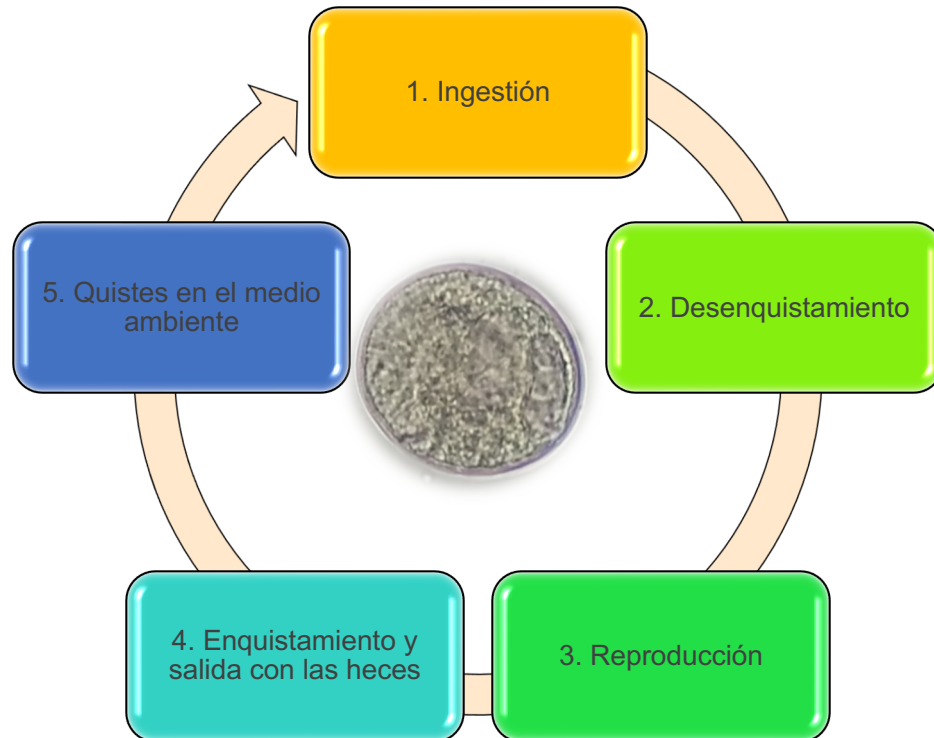 1. Ingestión
2. Desenquistamiento
3. Reproducción
4. Enquistamiento y
salida con las heces
5. Quistes en el medio
ambiente